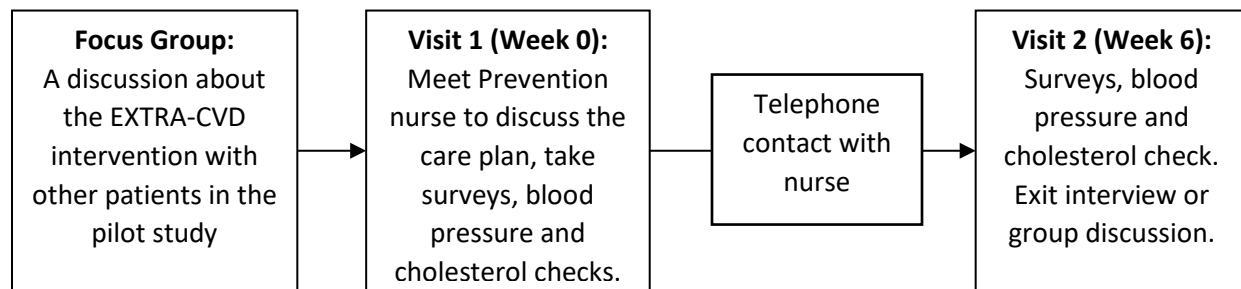 Focus Group:
A discussion about
the EXTRA-CVD
intervention with
other patients in the
pilot study
Visit 1 (Week 0):
Meet Prevention
nurse to discuss the
care plan, take
surveys, blood
pressure and
cholesterol checks.
Telephone
contact with
nurse
Visit 2 (Week 6):
Surveys, blood
pressure and
cholesterol check.
Exit interview or
group discussion.